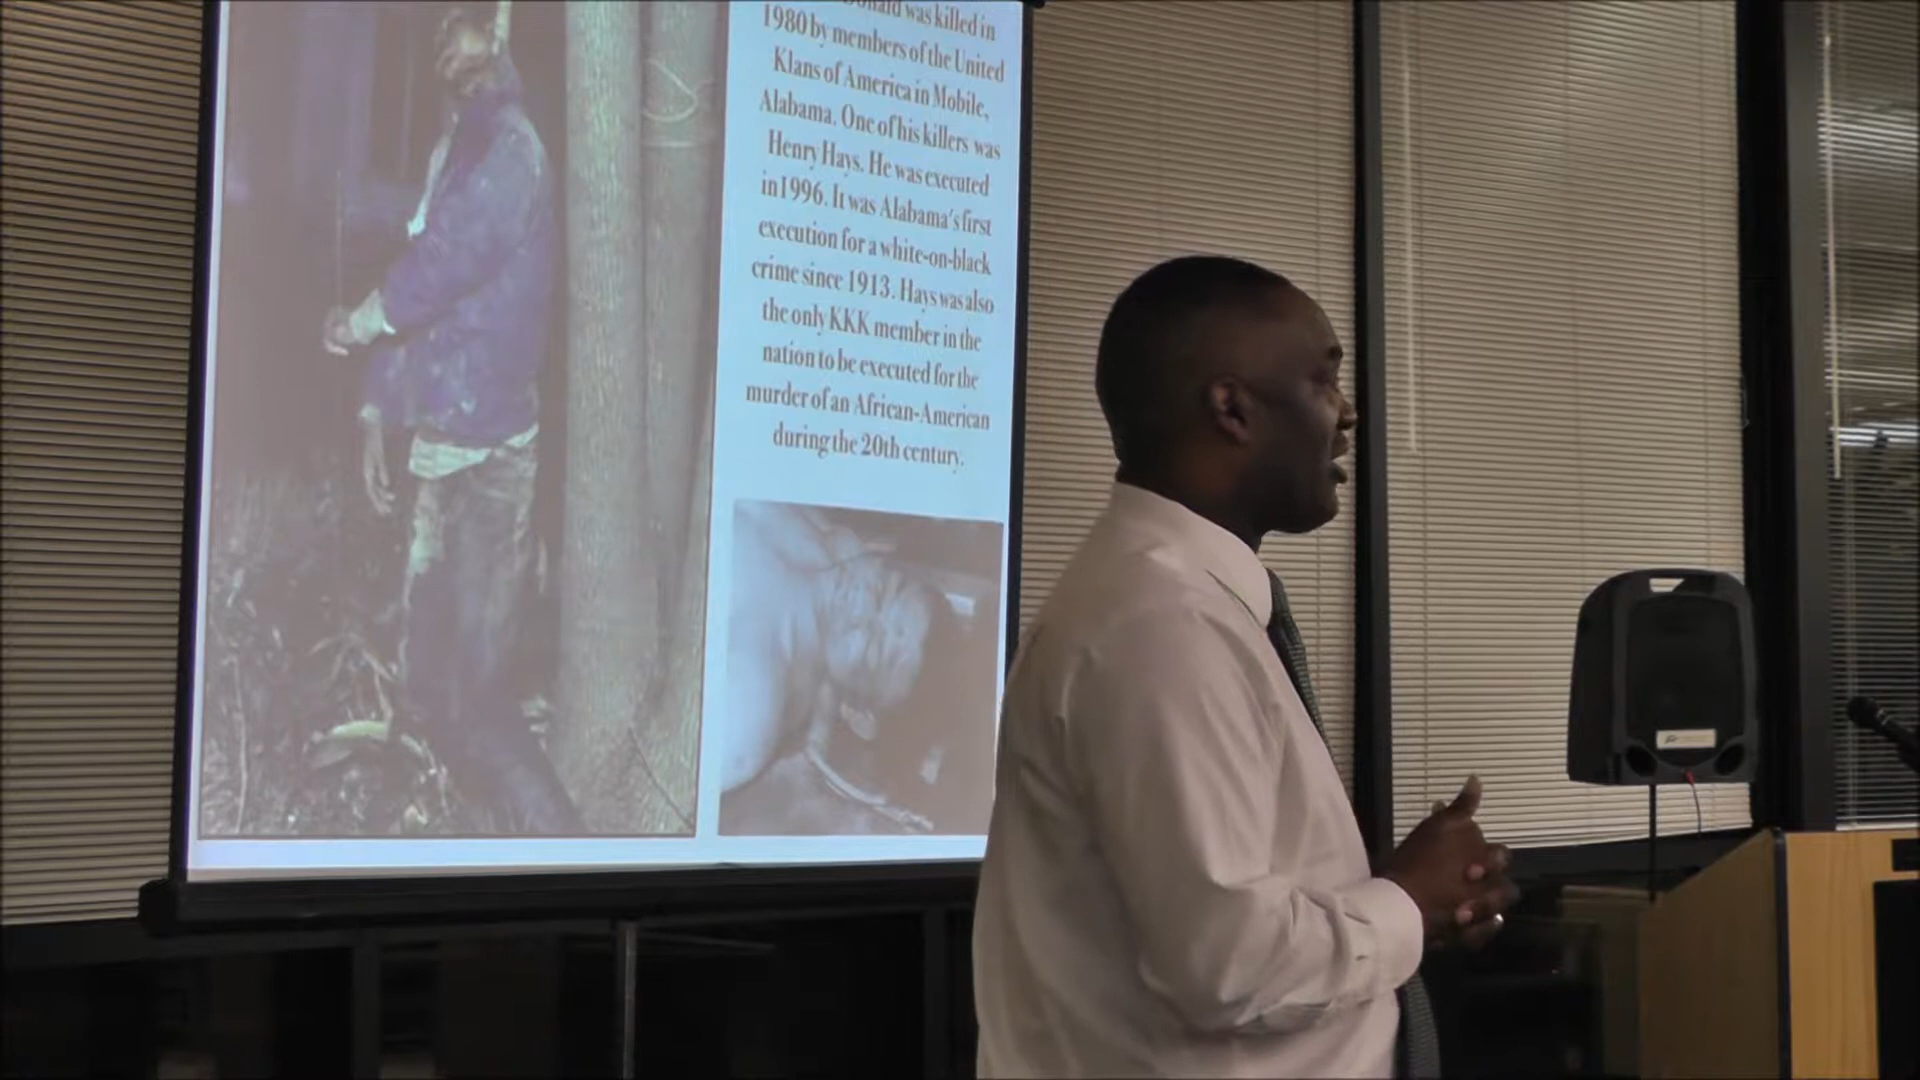 was killed in
1980 by members of the United
Klans of America in Mobile,
Alabama. One of his killers was
Henry Hays. He was executed
in 1996. It was Alabama's first
execution for a white-on-black
crime since 1913. Hays was also
the only KKK member in the
nation to be executed for the
murder of an African-American
during the 20th century.